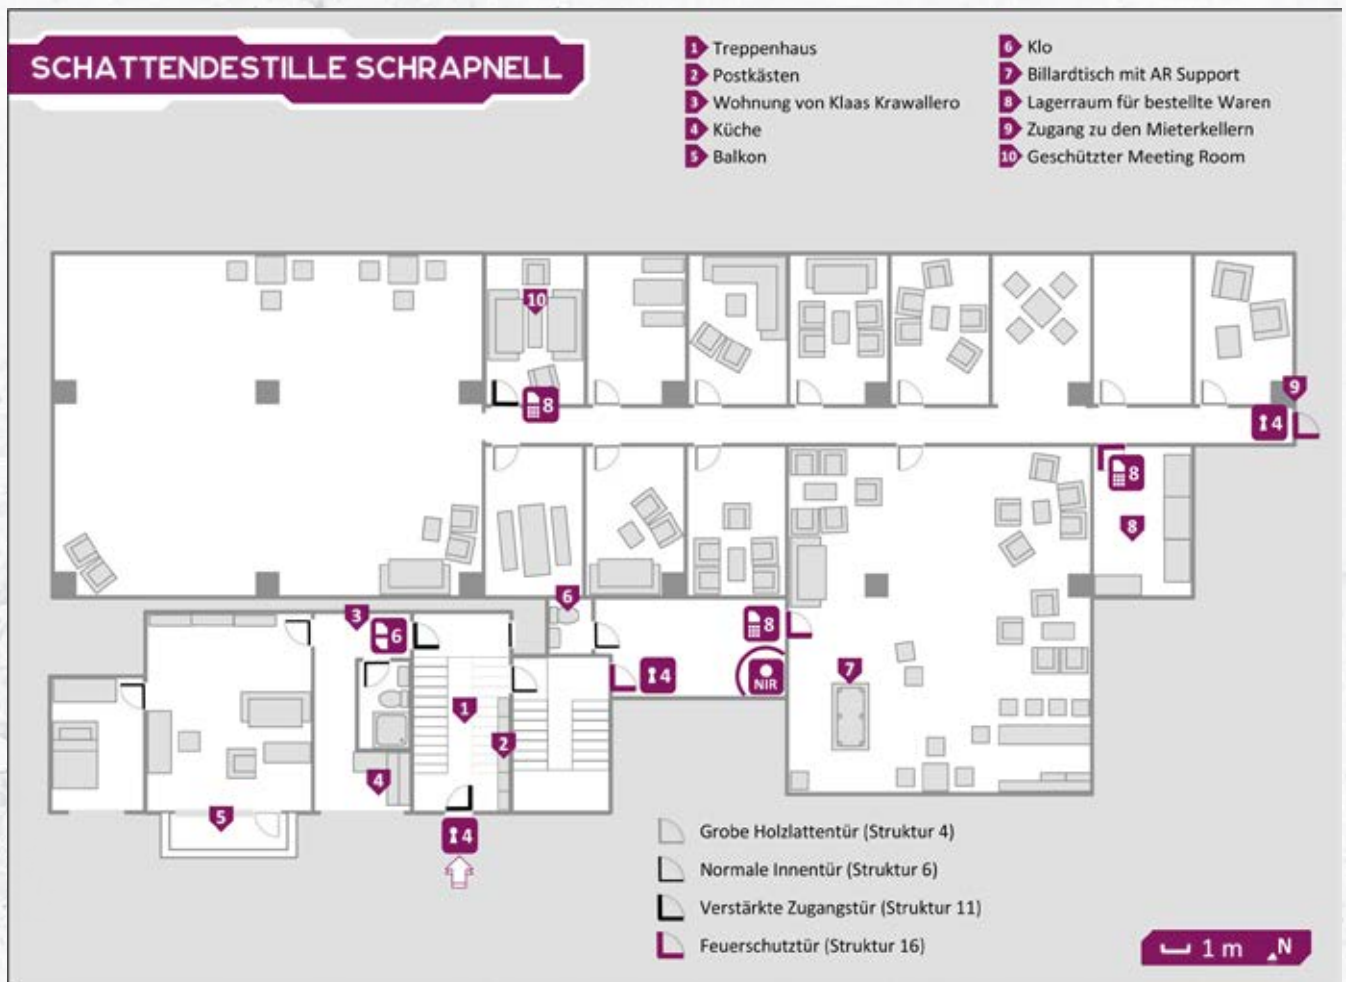 SCHATTENDESTILLE SCHRAPNELL
1 Treppenhaus
2 Postkästen
3 Wohnung von Klaas Krawallero
4 Küche
5 Balkon
6 Klo
7 Billardtisch mit AR Support
8 Lagerraum für bestellte Waren
9 Zugang zu den Mieterkellern
10 Geschützter Meeting Room
10
8
9
4
8
8
6
3
6
8
4
NIR
7
1
2
4
5
4
Grobe Holzlattentür (Struktur 4)
Normale Innentür (Struktur 6)
Verstärkte Zugangstür (Struktur 11)
Feuerschutztür (Struktur 16)
1 m N